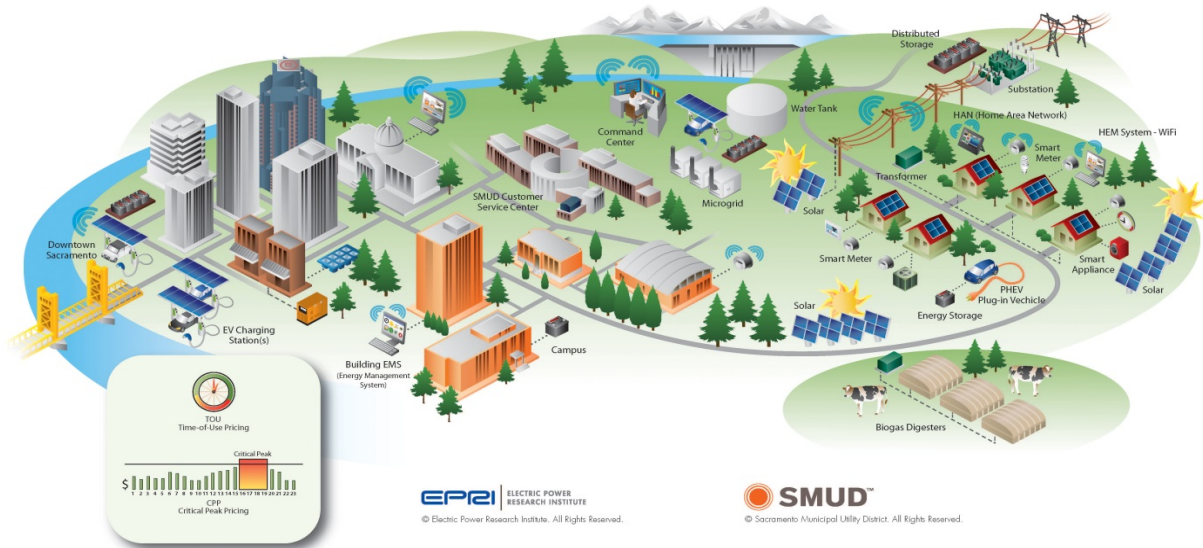 Distributed
Storage
Substation
Water Tank
HAN (Home Area Network)
HEM System - WiFi
Command
Center
Smart
Meter
Transformer
SMUD Customer
Service Center
Microgrid
Solar
Downtown
Sacramento
Smart Meter
Smart
Appliance
PHEV
Plug-in Vechicle
Solar
Solar
Energy Storage
EV Charging
Station(s)
Building EMS
(Energy Management
System)
Campus
Biogas Digesters
TOU
Time-of-Use Pricing
Critical Peak
$
1 2 3 4 5 6 7 8 9 10 11 12 13 14 15 16 17 18 19 20 21 22 23
CPP
Critical Peak Pricing
EPRI
ELECTRIC POWER
RESEARCH INSTITUTE
© Electric Power Research Institute. All Rights Reserved.
SMUD™
© Sacramento Municipal Utility District. All Rights Reserved.